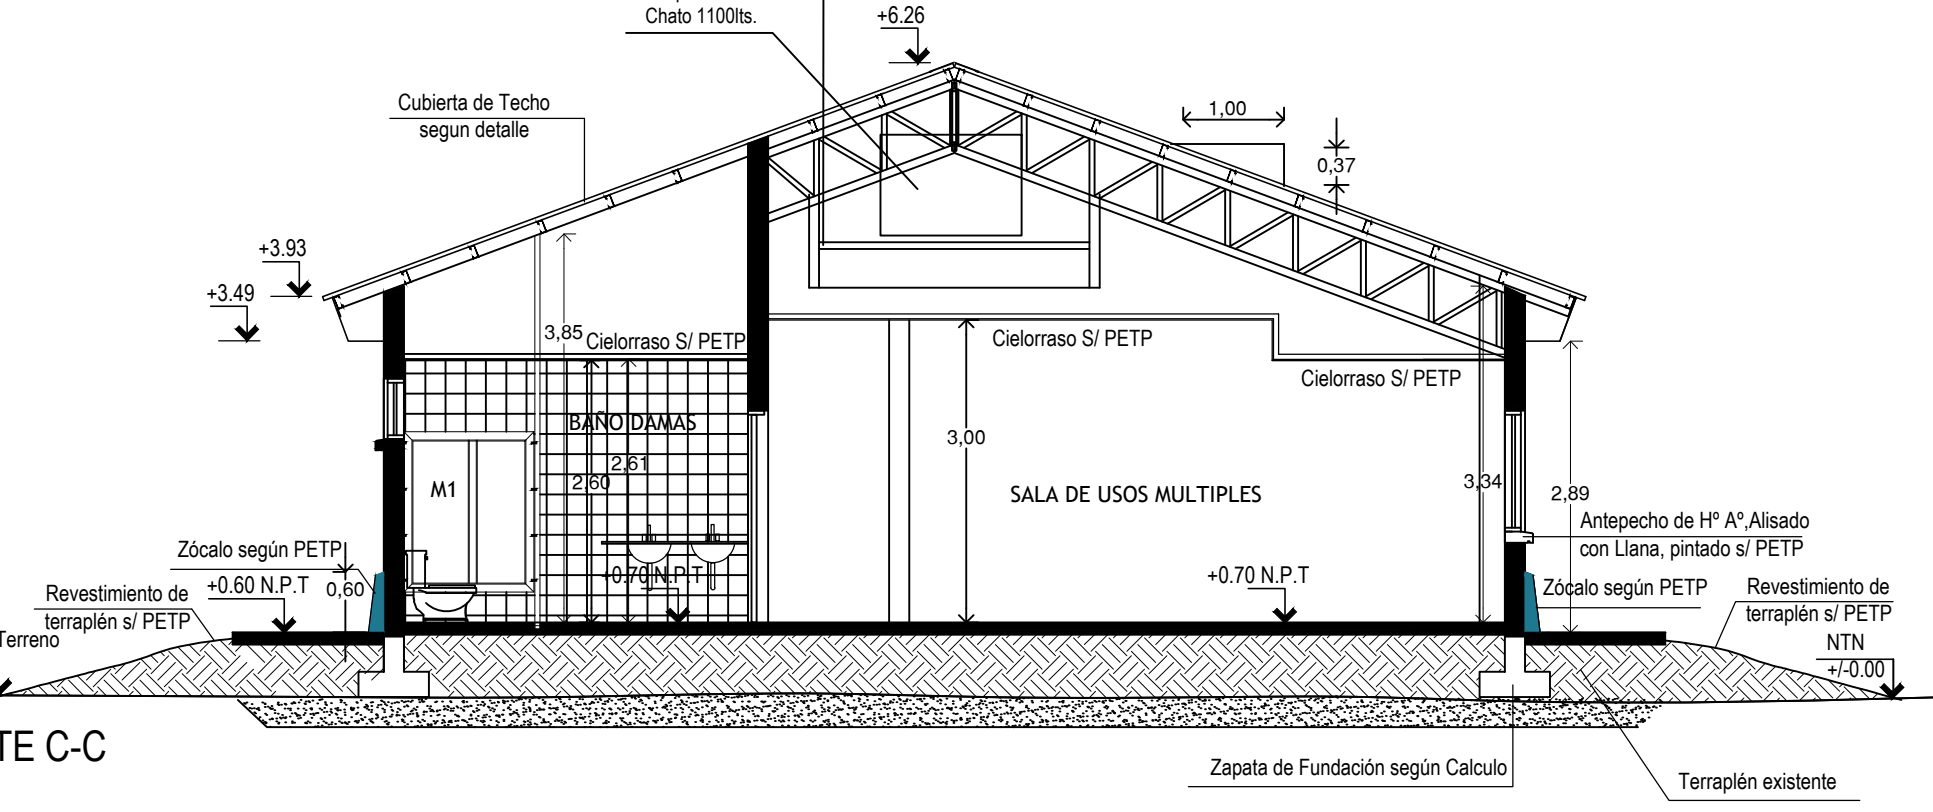 Chato 1100lts.
+6.26
Cubierta de Techo
segun detalle
1,00
0,37
+3.93
+3.49
3,85
Cielorraso S/ PETP
Cielorraso S/ PETP
Cielorraso S/ PETP
BAÑO DAMAS
2,61
2,60
M1
3,00
SALA DE USOS MULTIPLES
3,34
2,89
Antepecho de Hº Aº,Alisado
con Llana, pintado s/ PETP
Zócalo según PETP
+0.60 N.P.T
0,60
+0.70 N.P.T
+0.70 N.P.T
Zócalo según PETP
Revestimiento de
terraplén s/ PETP
Revestimiento de
terraplén s/ PETP
Terreno
NTN
+/-0.00
TE C-C
Zapata de Fundación según Calculo
Terraplén existente